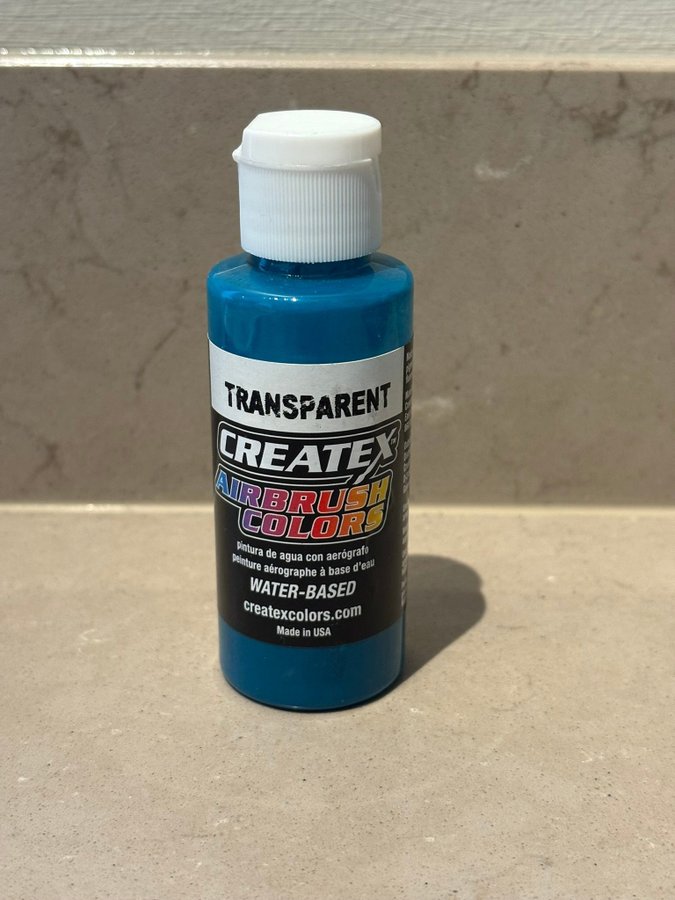 TRANSPARENT
CREATEX™
AIRBRUSH
COLORS
pintura de agua con aerógrafo
peinture aérographe à base d'eau
WATER-BASED
createxcolors.com
Made in USA